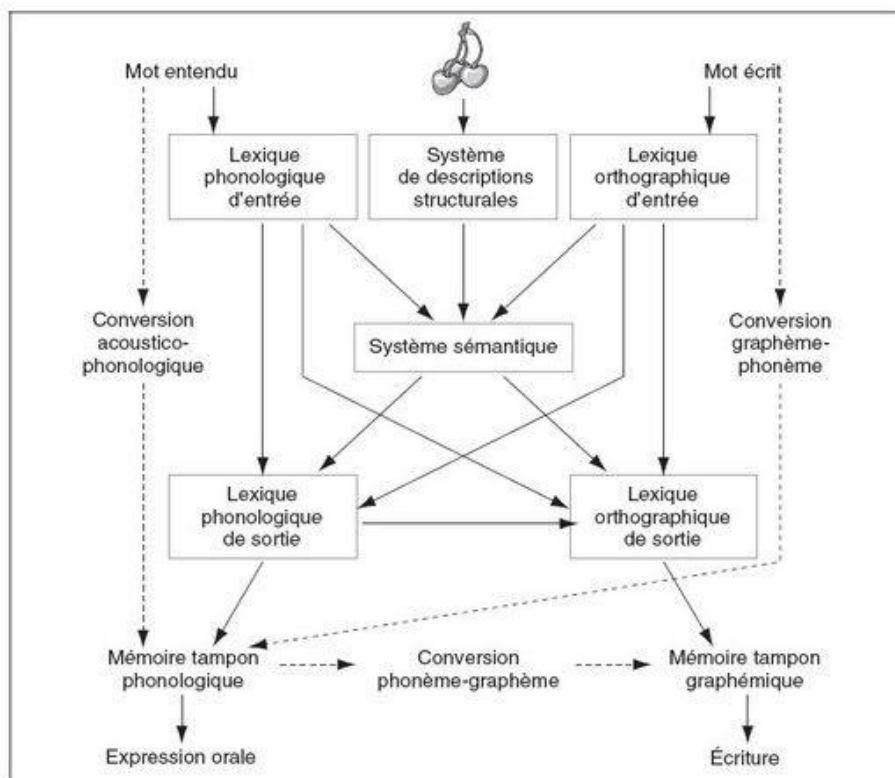 Mot entendu
Mot écrit
Lexique
phonologique
d'entrée
Système
de descriptions
structurales
Lexique
orthographique
d'entrée
Conversion
acoustico-
phonologique
Système sémantique
Conversion
graphème-
phonème
Lexique
phonologique
de sortie
Lexique
orthographique
de sortie
Mémoire tampon
phonologique
Conversion
phonème-graphème
Mémoire tampon
graphémique
Expression orale
Écriture